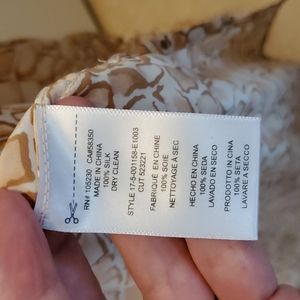 RN# 105230 CA#58350
MADE IN CHINA
100% SILK
DRY CLEAN
STYLE 17-5-001158-E1003
CUT 523221
FABRIQUÉ EN CHINE
100% SOIE
NETTOYAGE À SEC
HECHO EN CHINA
100% SEDA
LAVADO EN SECO
PRODOTTO IN CINA
100% SETA
LAVARE A SECCO